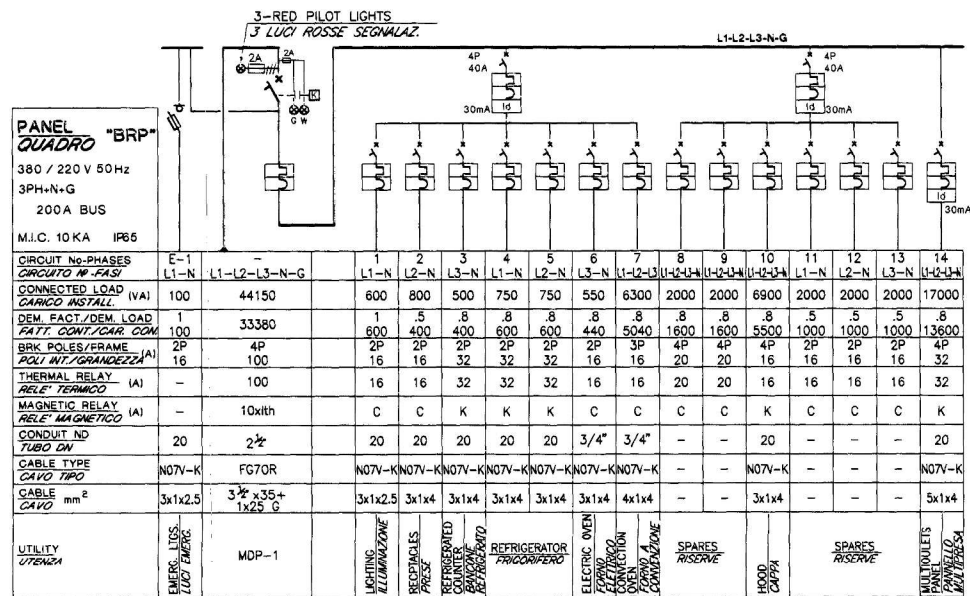 3-RED PILOT LIGHTS
3 LUCI ROSSE SEGNALAZ.
L1-L2-L3-N-G
2A 2A 4P 4P
40A 40A
K
Id Id
30mA 30mA
G W
PANEL "BRP"
QUADRO
380 / 220 V 50Hz
3PH+N+G
200A BUS
Id
30mA
M.I.C. 10 KA IP65
CIRCUIT No-PHASES E-1 - 1 2 3 4 5 6 7 8 9 10 11 12 13 14
CIRCUITO Nº-FASI L1-N L1-L2-L3-N-G L1-N L2-N L3-N L1-N L2-N L3-N L1-L2-L3 L1-L2-L3-N L1-L2-L3-N L1-L2-L3-N L1-N L2-N L3-N L1-L2-L3-N
CONNECTED LOAD (VA) 100 44150 600 800 500 750 750 550 6300 2000 2000 6900 2000 2000 2000 17000
CARICO INSTALL.
DEM. FACT./DEM. LOAD 1 33380 1 .5 .8 .8 .8 .8 .8 .8 .8 .8 .5 .5 .5 .8
FATT. CONT./CAR. CON. 100 600 400 400 600 600 440 5040 1600 1600 5500 1000 1000 1000 13600
BRK POLES/FRAME (A) 2P 4P 2P 2P 2P 2P 2P 2P 3P 4P 4P 4P 2P 2P 2P 4P
POLI INT./GRANDEZZA 16 100 16 16 32 32 32 16 16 20 20 16 16 16 16 32
THERMAL RELAY (A) - 100 16 16 32 32 32 16 16 20 20 16 16 16 16 32
RELE' TERMICO
MAGNETIC RELAY (A) - 10xith C C K K K C C C C K C C C K
RELE' MAGNETICO
CONDUIT ND 20 2½" 20 20 20 20 20 3/4" 3/4" - - 20 - - - 20
TUBO DN
CABLE TYPE N07V-K FG70R N07V-K N07V-K N07V-K N07V-K N07V-K N07V-K N07V-K - - N07V-K - - - N07V-K
CAVO TIPO
CABLE mm² 3x1x2.5 3½ x35+ 3x1x2.5 3x1x4 3x1x4 3x1x4 3x1x4 3x1x4 4x1x4 - - 3x1x4 - - - 5x1x4
CAVO 1x25 G
UTILITY
UTENZA
EMERG. LTGS.
LUCI EMERG.
MDP-1
LIGHTING
ILLUMINAZIONE
RECPTACLES
PRESE
REFRIGERATED
COUNTER
BANCONE
REFRIGERATO
REFRIGERATOR
FRIGORIFERO
ELECTRIC OVEN
FORNO
ELETTRICO
CONVECTION
OVEN
FORNO A
CONVENZIONE
SPARES
RISERVE
HOOD
CAPPA
SPARES
RISERVE
MULTIOULETS
PANEL
PANNELLO
MULTIPRESA